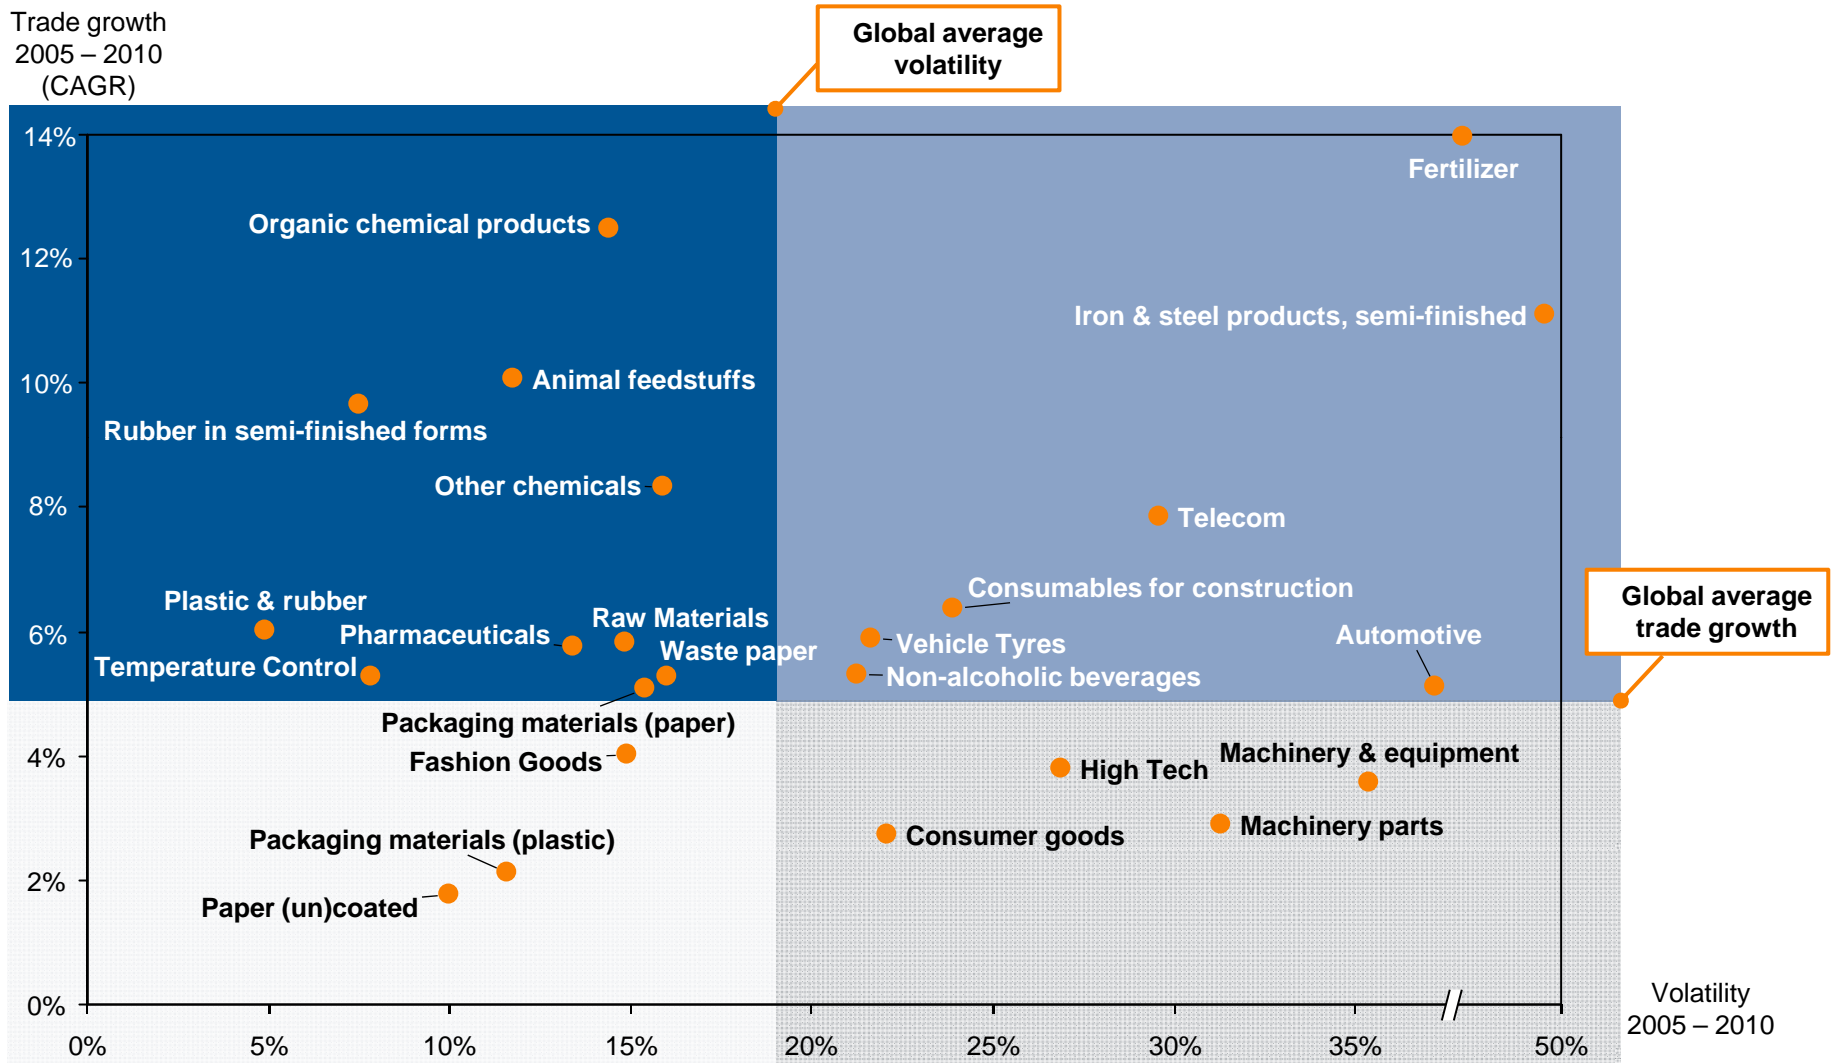 Trade growth
2005 – 2010
(CAGR)
Global average
volatility
14%
Fertilizer
Organic chemical products
12%
Iron & steel products, semi-finished
10%
Animal feedstuffs
Rubber in semi-finished forms
Other chemicals
8%
Telecom
Consumables for construction
Plastic & rubber
Raw Materials
Global average
trade growth
6%
Pharmaceuticals
Vehicle Tyres
Automotive
Waste paper
Temperature Control
Non-alcoholic beverages
Packaging materials (paper)
4%
Fashion Goods
High Tech
Machinery & equipment
Packaging materials (plastic)
Consumer goods
Machinery parts
2%
Paper (un)coated
0%
Volatility
2005 – 2010
0%
5%
10%
15%
20%
25%
30%
35%
50%